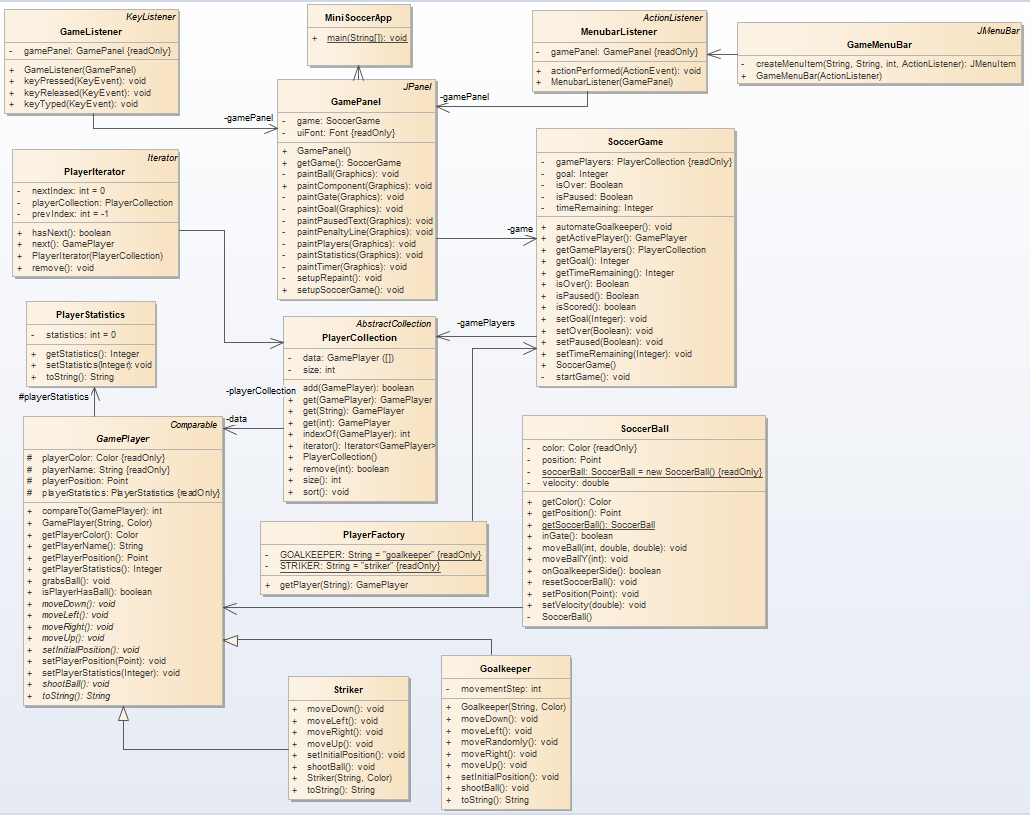 KeyListener
GameListener
- gamePanel: GamePanel {readOnly}
+ GameListener(GamePanel)
+ keyPressed(KeyEvent): void
+ keyReleased(KeyEvent): void
+ keyTyped(KeyEvent): void
MiniSoccerApp
+ main(String[]): void
ActionListener
MenubarListener
- gamePanel: GamePanel {readOnly}
+ actionPerformed(ActionEvent): void
+ MenubarListener(GamePanel)
JMenuBar
GameMenuBar
- createMenuItem(String, String, int, ActionListener): JMenuItem
+ GameMenuBar(ActionListener)
-gamePanel
-gamePanel
JPanel
GamePanel
- game: SoccerGame
- uiFont: Font {readOnly}
+ GamePanel()
+ getGame(): SoccerGame
- paintBall(Graphics): void
+ paintComponent(Graphics): void
- paintGate(Graphics): void
- paintGoal(Graphics): void
- paintPausedText(Graphics): void
- paintPenaltyLine(Graphics): void
- paintPlayers(Graphics): void
- paintStatistics(Graphics): void
- paintTimer(Graphics): void
- setupRepaint(): void
+ setupSoccerGame(): void
-game
SoccerGame
- gamePlayers: PlayerCollection {readOnly}
- goal: Integer
- isOver: Boolean
- isPaused: Boolean
- timeRemaining: Integer
+ automateGoalkeeper(): void
+ getActivePlayer(): GamePlayer
+ getGamePlayers(): PlayerCollection
+ getGoal(): Integer
+ getTimeRemaining(): Integer
+ isOver(): Boolean
+ isPaused(): Boolean
+ isScored(): boolean
+ setGoal(Integer): void
+ setOver(Boolean): void
+ setPaused(Boolean): void
+ setTimeRemaining(Integer): void
+ SoccerGame()
- startGame(): void
Iterator
PlayerIterator
- nextIndex: int = 0
- playerCollection: PlayerCollection
- prevIndex: int = -1
+ hasNext(): boolean
+ next(): GamePlayer
+ PlayerIterator(PlayerCollection)
+ remove(): void
PlayerStatistics
- statistics: int = 0
+ getStatistics(): Integer
+ setStatistics(Integer): void
+ toString(): String
#playerStatistics
-gamePlayers
AbstractCollection
PlayerCollection
- data: GamePlayer ([])
- size: int
+ add(GamePlayer): boolean
+ get(GamePlayer): GamePlayer
+ get(String): GamePlayer
+ get(int): GamePlayer
+ indexOf(GamePlayer): int
+ iterator(): Iterator<GamePlayer>
+ PlayerCollection()
+ remove(int): boolean
+ size(): int
+ sort(): void
-playerCollection
-data
Comparable
GamePlayer
# playerColor: Color {readOnly}
# playerName: String {readOnly}
# playerPosition: Point
# playerStatistics: PlayerStatistics {readOnly}
+ compareTo(GamePlayer): int
+ GamePlayer(String, Color)
+ getPlayerColor(): Color
+ getPlayerName(): String
+ getPlayerPosition(): Point
+ getPlayerStatistics(): Integer
+ grabsBall(): void
+ isPlayerHasBall(): boolean
+ moveDown(): void
+ moveLeft(): void
+ moveRight(): void
+ moveUp(): void
+ setInitialPosition(): void
+ setPlayerPosition(Point): void
+ setPlayerStatistics(Integer): void
+ shootBall(): void
+ toString(): String
PlayerFactory
- GOALKEEPER: String = "goalkeeper" {readOnly}
- STRIKER: String = "striker" {readOnly}
+ getPlayer(String): GamePlayer
SoccerBall
- color: Color {readOnly}
- position: Point
- soccerBall: SoccerBall = new SoccerBall() {readOnly}
- velocity: double
+ getColor(): Color
+ getPosition(): Point
+ getSoccerBall(): SoccerBall
+ inGate(): boolean
+ moveBall(int, double, double): void
+ moveBallY(int): void
+ onGoalkeeperSide(): boolean
+ resetSoccerBall(): void
+ setPosition(Point): void
+ setVelocity(double): void
- SoccerBall()
Striker
+ moveDown(): void
+ moveLeft(): void
+ moveRight(): void
+ moveUp(): void
+ setInitialPosition(): void
+ shootBall(): void
+ Striker(String, Color)
+ toString(): String
Goalkeeper
- movementStep: int
+ Goalkeeper(String, Color)
+ moveDown(): void
+ moveLeft(): void
+ moveRandomly(): void
+ moveRight(): void
+ moveUp(): void
+ setInitialPosition(): void
+ shootBall(): void
+ toString(): String